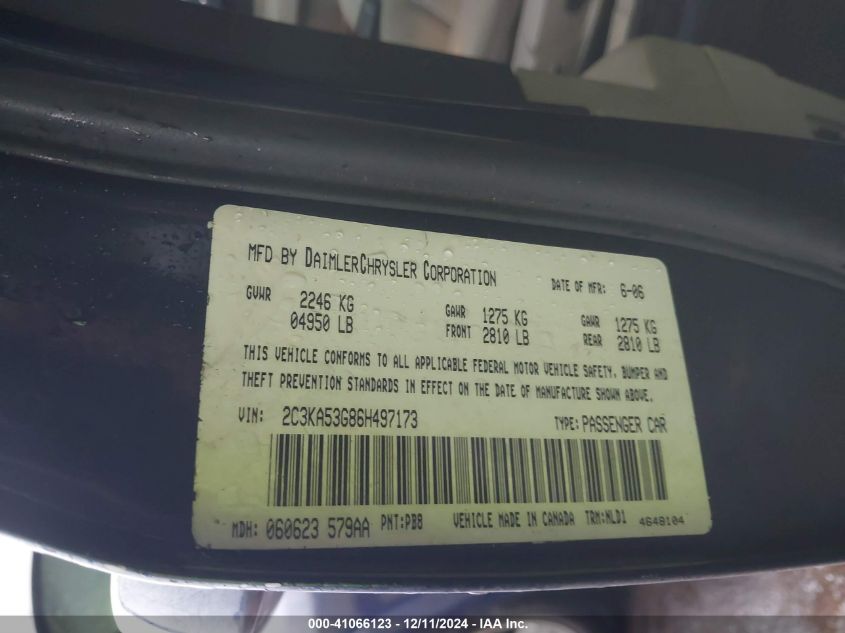 MFD BY DAIMLERCHRYSLER CORPORATION DATE OF MFR: 6-06
GVWR 2246 KG GAWR 1275 KG GAWR 1275 KG
04950 LB FRONT 2810 LB REAR 2810 LB
THIS VEHICLE CONFORMS TO ALL APPLICABLE FEDERAL MOTOR VEHICLE SAFETY, BUMPER AND
THEFT PREVENTION STANDARDS IN EFFECT ON THE DATE OF MANUFACTURE SHOWN ABOVE.
VIN: 2C3KA53G86H497173 TYPE: PASSENGER CAR
MDH: 060623 579AA PNT:PB8 VEHICLE MADE IN CANADA TRM:MLD1 4648104
000-41066123 - 12/11/2024 - IAA Inc.